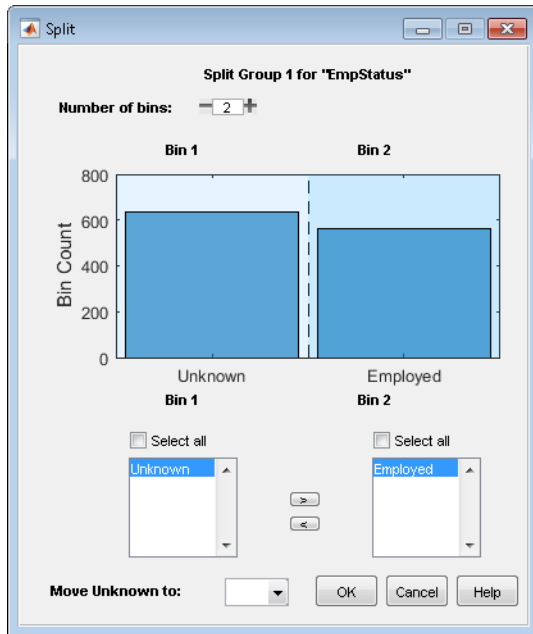 Split
Split Group 1 for "EmpStatus"
Number of bins: 2
Bin 1 Bin 2
800
600
400
200
0
Bin Count
Unknown Employed
Bin 1 Bin 2
Select all Select all
Unknown Employed
> 
<
Move Unknown to: OK Cancel Help